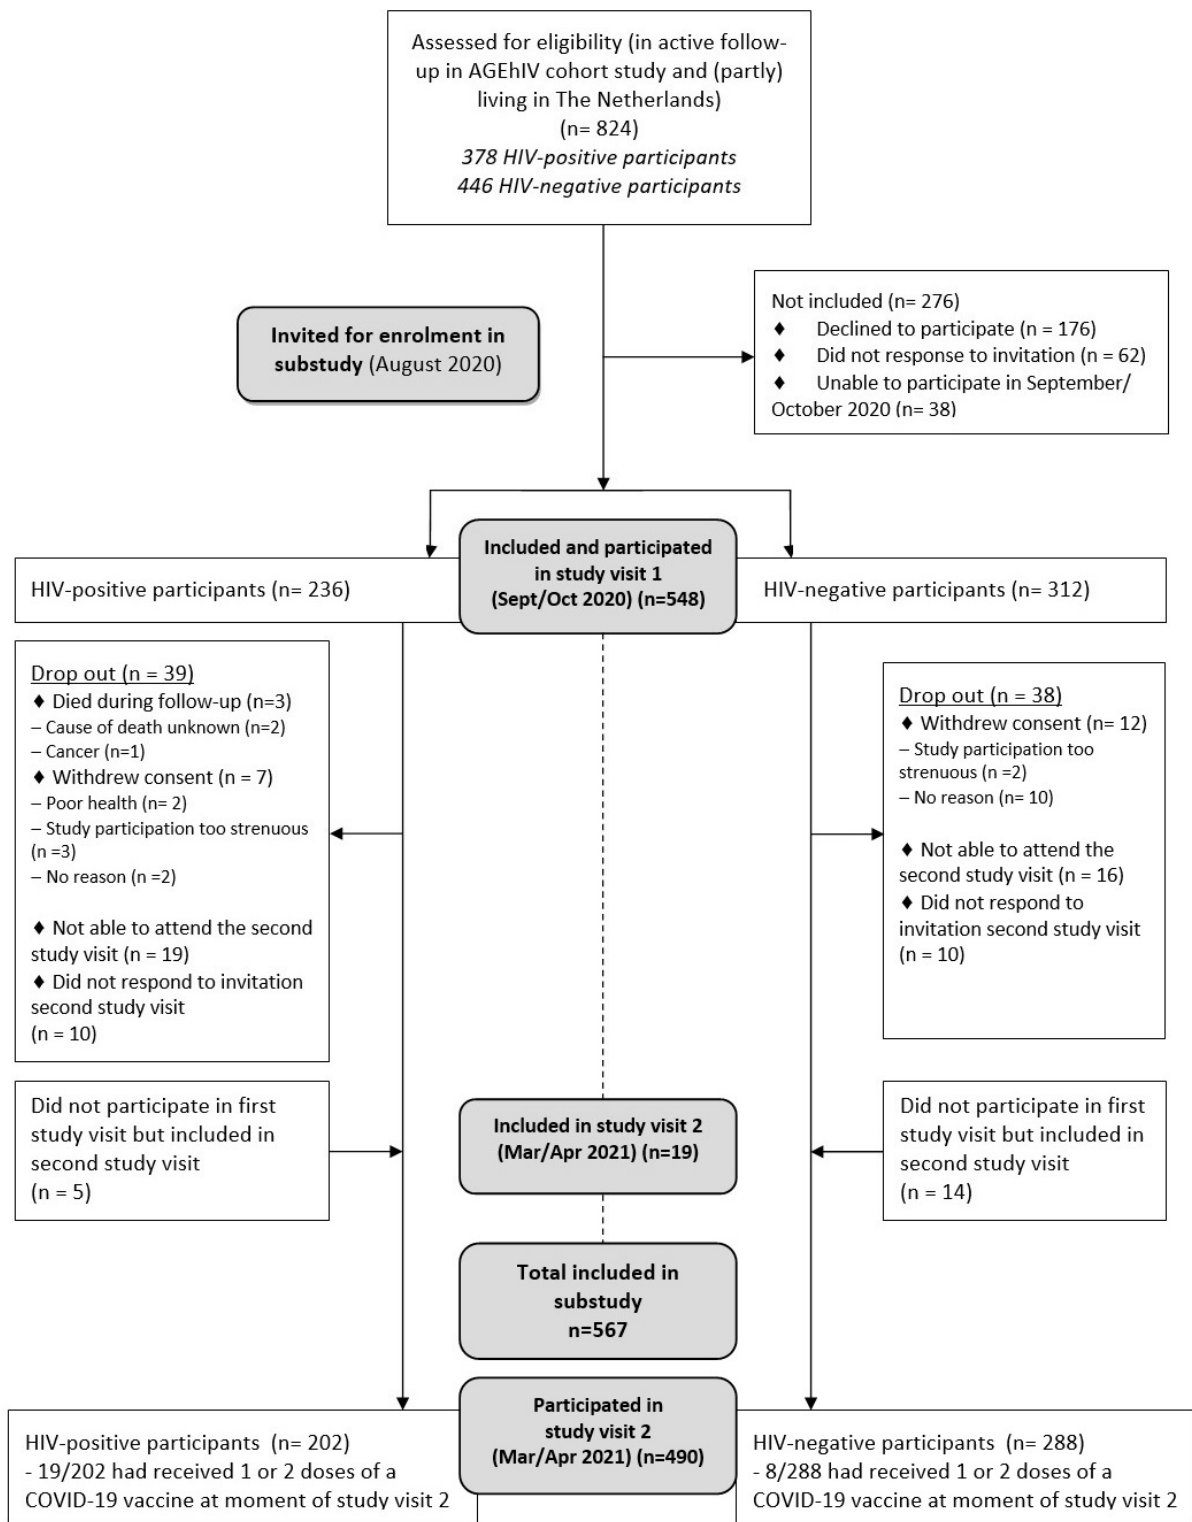 Assessed for eligibility (in active follow-
up in AGEhIV cohort study and (partly)
living in The Netherlands)
(n= 824)
378 HIV-positive participants
446 HIV-negative participants
Invited for enrolment in
substudy (August 2020)
Not included (n= 276)
♦ Declined to participate (n = 176)
♦ Did not response to invitation (n = 62)
♦ Unable to participate in September/
October 2020 (n= 38)
Included and participated
in study visit 1
(Sept/Oct 2020) (n=548)
HIV-positive participants (n= 236)
HIV-negative participants (n= 312)
Drop out (n = 39)
♦ Died during follow-up (n=3)
– Cause of death unknown (n=2)
– Cancer (n=1)
♦ Withdrew consent (n = 7)
– Poor health (n= 2)
– Study participation too strenuous
(n =3)
– No reason (n =2)
♦ Not able to attend the second
study visit (n = 19)
♦ Did not respond to invitation
second study visit
(n = 10)
Drop out (n = 38)
♦ Withdrew consent (n= 12)
– Study participation too
strenuous (n =2)
– No reason (n= 10)
♦ Not able to attend the
second study visit (n = 16)
♦ Did not respond to
invitation second study visit
(n = 10)
Did not participate in first
study visit but included in
second study visit
(n = 5)
Included in study visit 2
(Mar/Apr 2021) (n=19)
Did not participate in first
study visit but included in
second study visit
(n = 14)
Total included in
substudy
n=567
Participated in
study visit 2
(Mar/Apr 2021) (n=490)
HIV-positive participants (n= 202)
- 19/202 had received 1 or 2 doses of a
COVID-19 vaccine at moment of study visit 2
HIV-negative participants (n= 288)
- 8/288 had received 1 or 2 doses of a
COVID-19 vaccine at moment of study visit 2